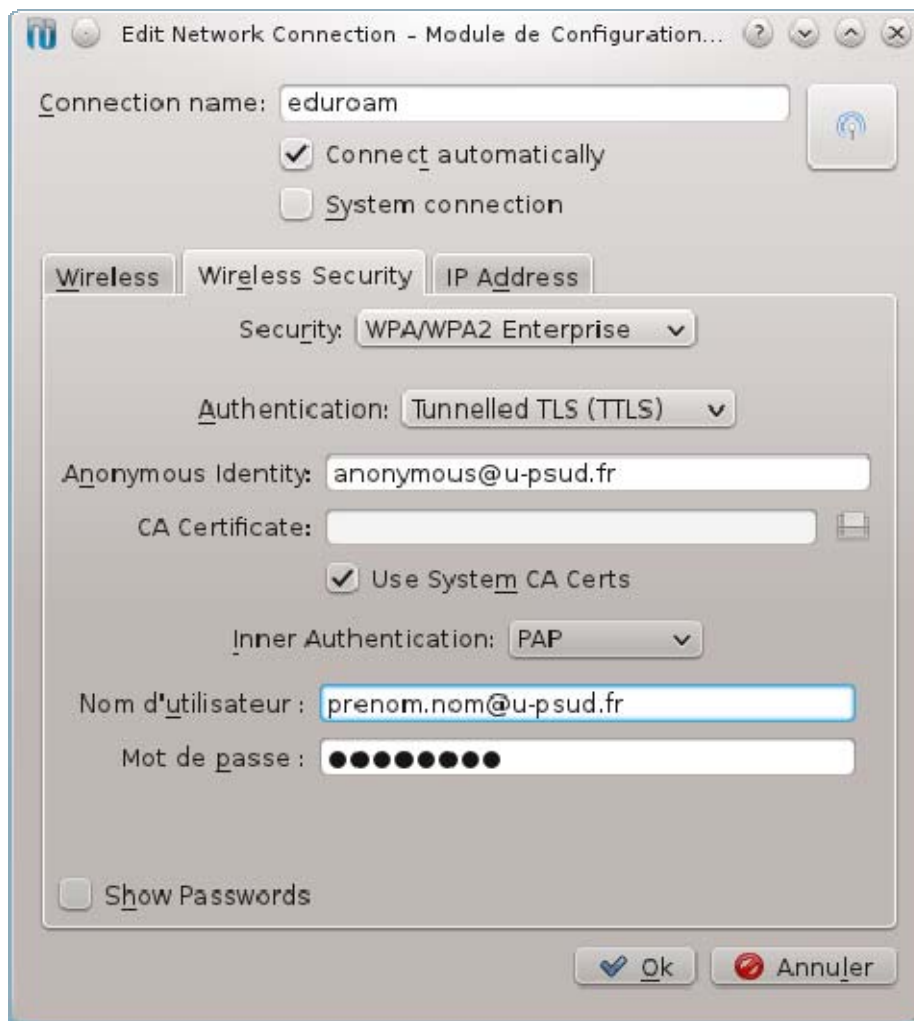 Edit Network Connection – Module de Configuration...
Connection name: eduroam
Connect automatically
System connection
Wireless Wireless Security IP Address
Security: WPA/WPA2 Enterprise
Authentication: Tunnelled TLS (TTLS)
Anonymous Identity: anonymous@u-psud.fr
CA Certificate:
Use System CA Certs
Inner Authentication: PAP
Nom d'utilisateur : prenom.nom@u-psud.fr
Mot de passe : ●●●●●●●●
Show Passwords
Ok Annuler